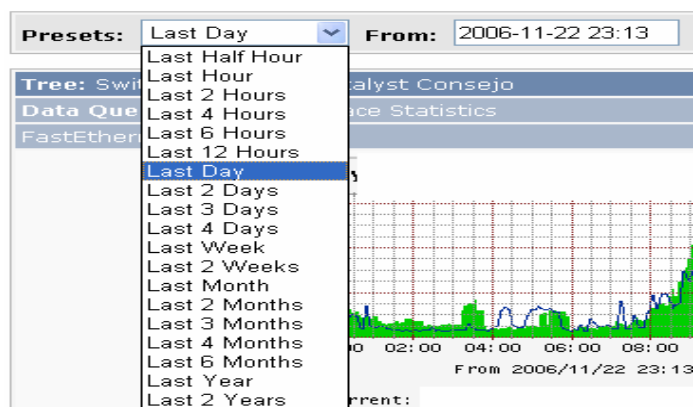 Presets: Last Day From: 2006-11-22 23:13
Last Half Hour
Last Hour
Last 2 Hours
Last 4 Hours
Last 6 Hours
Last 12 Hours
Last Day
Last 2 Days
Last 3 Days
Last 4 Days
Last Week
Last 2 Weeks
Last Month
Last 2 Months
Last 3 Months
Last 4 Months
Last 6 Months
Last Year
Last 2 Years
Tree: Swi alyst Consejo
Data Que ace Statistics
FastEther
02:00 04:00 06:00 08:00
From 2006/11/22 23:13
rrent: